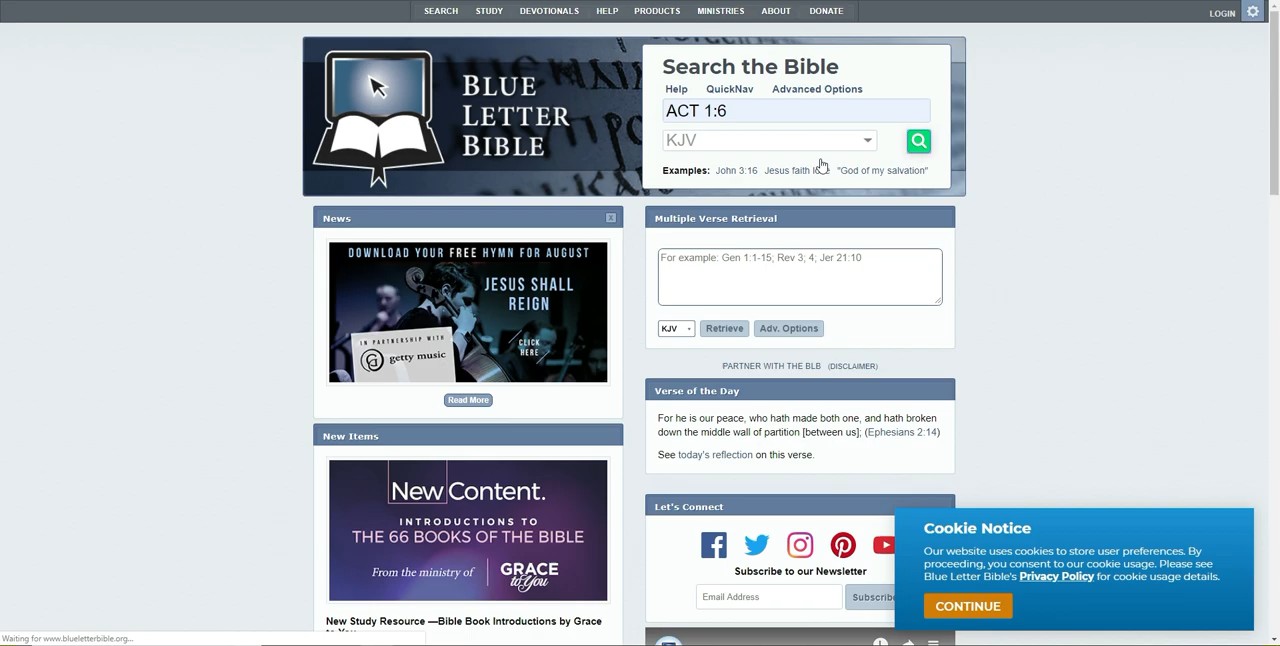 SEARCH STUDY DEVOTIONALS HELP PRODUCTS MINISTRIES ABOUT DONATE
LOGIN
BLUE
LETTER
BIBLE
Search the Bible
Help QuickNav Advanced Options
ACT 1:6
KJV
Examples: John 3:16 Jesus faith "God of my salvation"
News
x
DOWNLOAD YOUR FREE HYMN FOR AUGUST
JESUS SHALL
REIGN
IN PARTNERSHIP WITH
getty music
CLICK
HERE
Read More
New Items
New Content.
INTRODUCTIONS TO
THE 66 BOOKS OF THE BIBLE
From the ministry of
GRACE
to You
New Study Resource —Bible Book Introductions by Grace
to You
Multiple Verse Retrieval
For example: Gen 1:1-15; Rev 3; 4; Jer 21:10
KJV Retrieve Adv. Options
PARTNER WITH THE BLB (DISCLAIMER)
Verse of the Day
For he is our peace, who hath made both one, and hath broken
down the middle wall of partition [between us]; (Ephesians 2:14)
See today's reflection on this verse.
Let's Connect
Subscribe to our Newsletter
Email Address Subscribe
Cookie Notice
Our website uses cookies to store user preferences. By
proceeding, you consent to our cookie usage. Please see
Blue Letter Bible's Privacy Policy for cookie usage details.
CONTINUE
Waiting for www.blueletterbible.org...